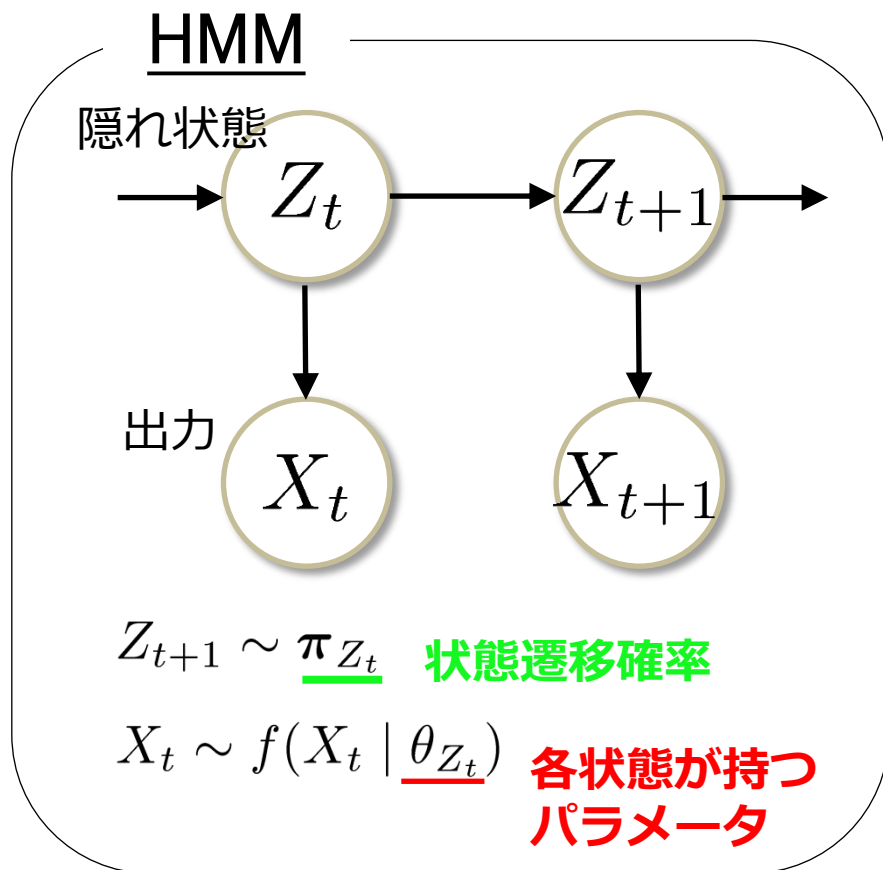 HMM
隠れ状態
Z_t
Z_{t+1}
出力
X_t
X_{t+1}
Z_{t+1} ∼ π_{Z_t} 状態遷移確率
X_t ∼ f(X_t | θ_{Z_t}) 各状態が持つ
パラメータ